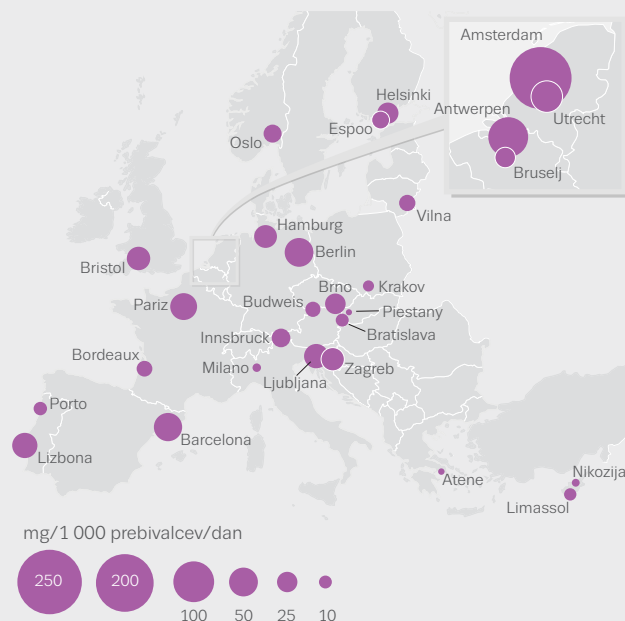 Amsterdam
Utrecht
Antwerpen
Bruselj
Helsinki
Espoo
Oslo
Vilna
Hamburg
Berlin
Bristol
Brno
Krakov
Pariz
Budweis
Piestany
Bratislava
Innsbruck
Bordeaux
Milano
Ljubljana
Zagreb
Porto
Barcelona
Lizbona
Atene
Nikozija
Limassol
mg/1 000 prebivalcev/dan
250 200
100 50 25 10